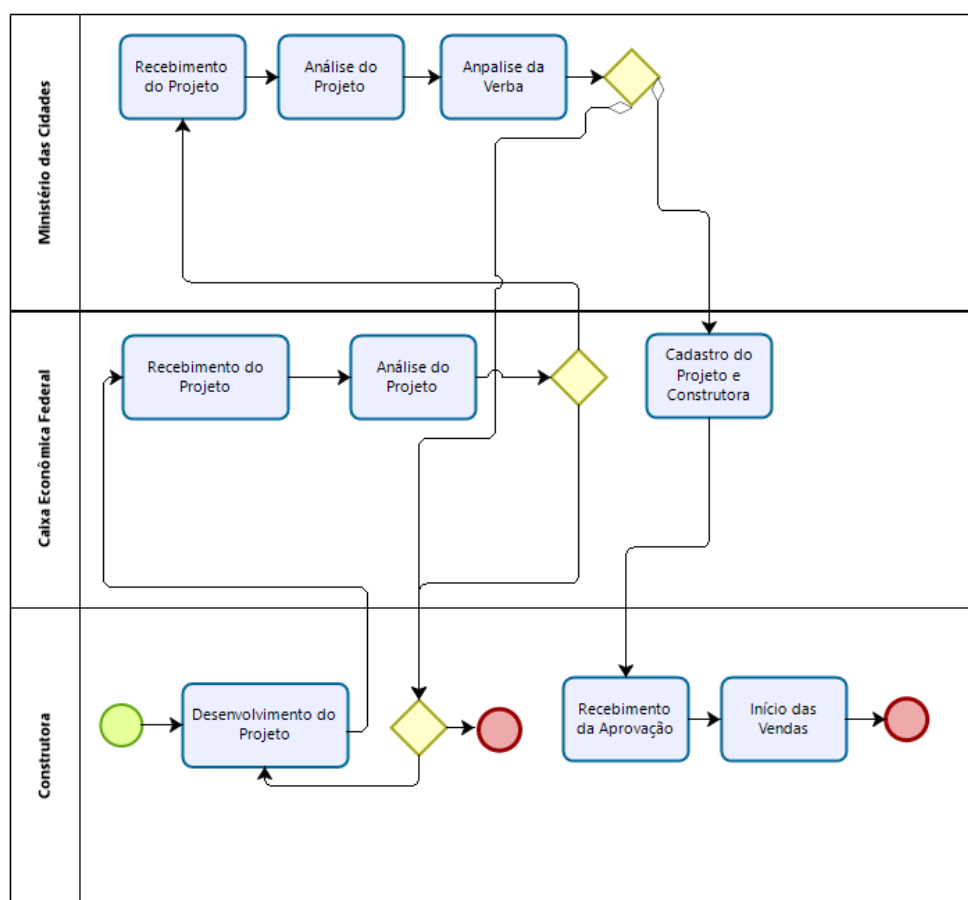 Ministério das Cidades
Recebimento
do Projeto
Análise do
Projeto
Anpalise da
Verba
Caixa Econômica Federal
Recebimento do
Projeto
Análise do
Projeto
Cadastro do
Projeto e
Construtora
Construtora
Desenvolvimento do
Projeto
Recebimento
da Aprovação
Início das
Vendas